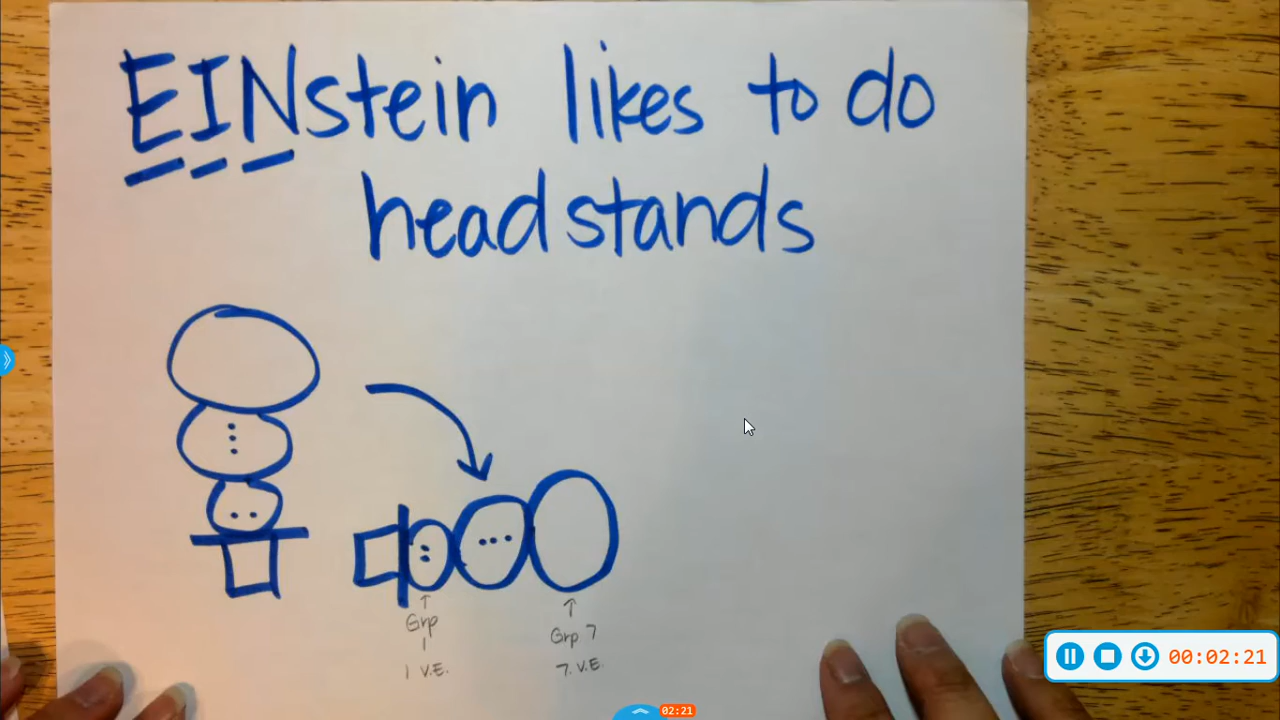 EINstein likes to do
headstands
Grp
1
1 V.E.
Grp 7
7. V.E.
00:02:21
02:21